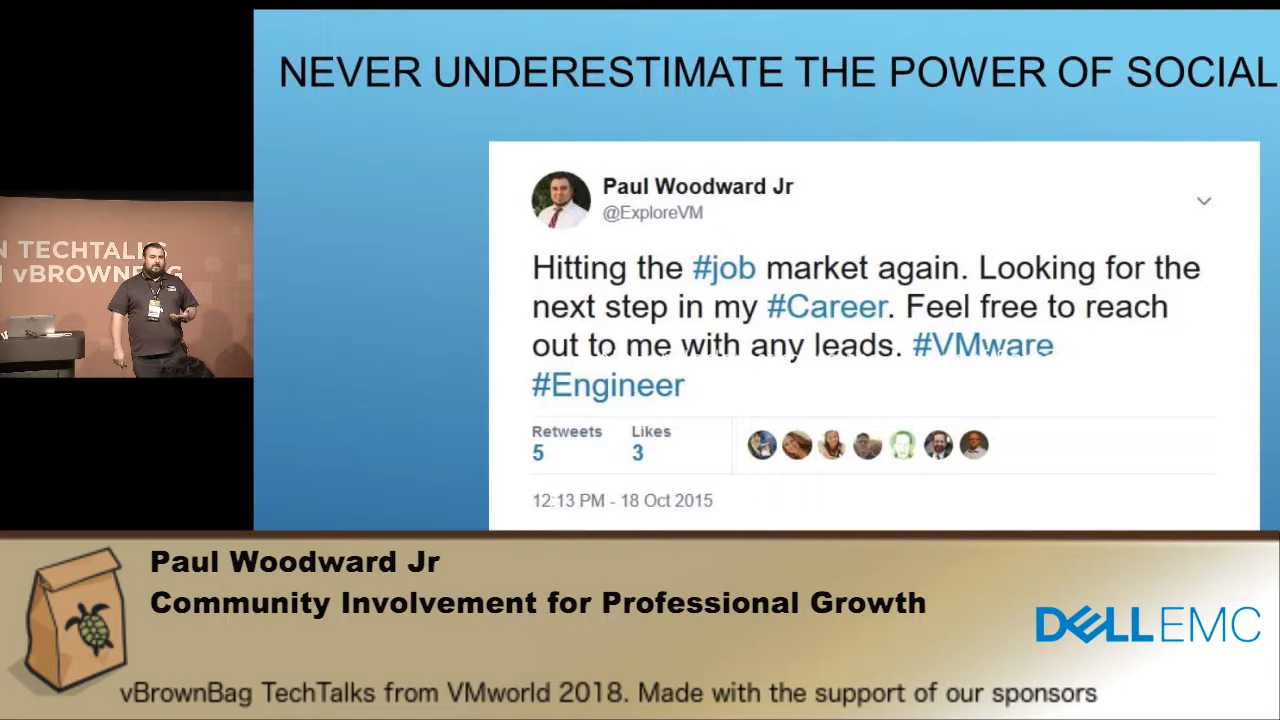 NEVER UNDERESTIMATE THE POWER OF SOCIAL
N TECHTALKS
vBROWNBAG
Paul Woodward Jr
@ExploreVM
Hitting the #job market again. Looking for the
next step in my #Career. Feel free to reach
out to me with any leads. #VMware
#Engineer
Retweets Likes
5 3
12:13 PM - 18 Oct 2015
Paul Woodward Jr
Community Involvement for Professional Growth
DELLEMC
vBrownBag TechTalks from VMworld 2018. Made with the support of our sponsors